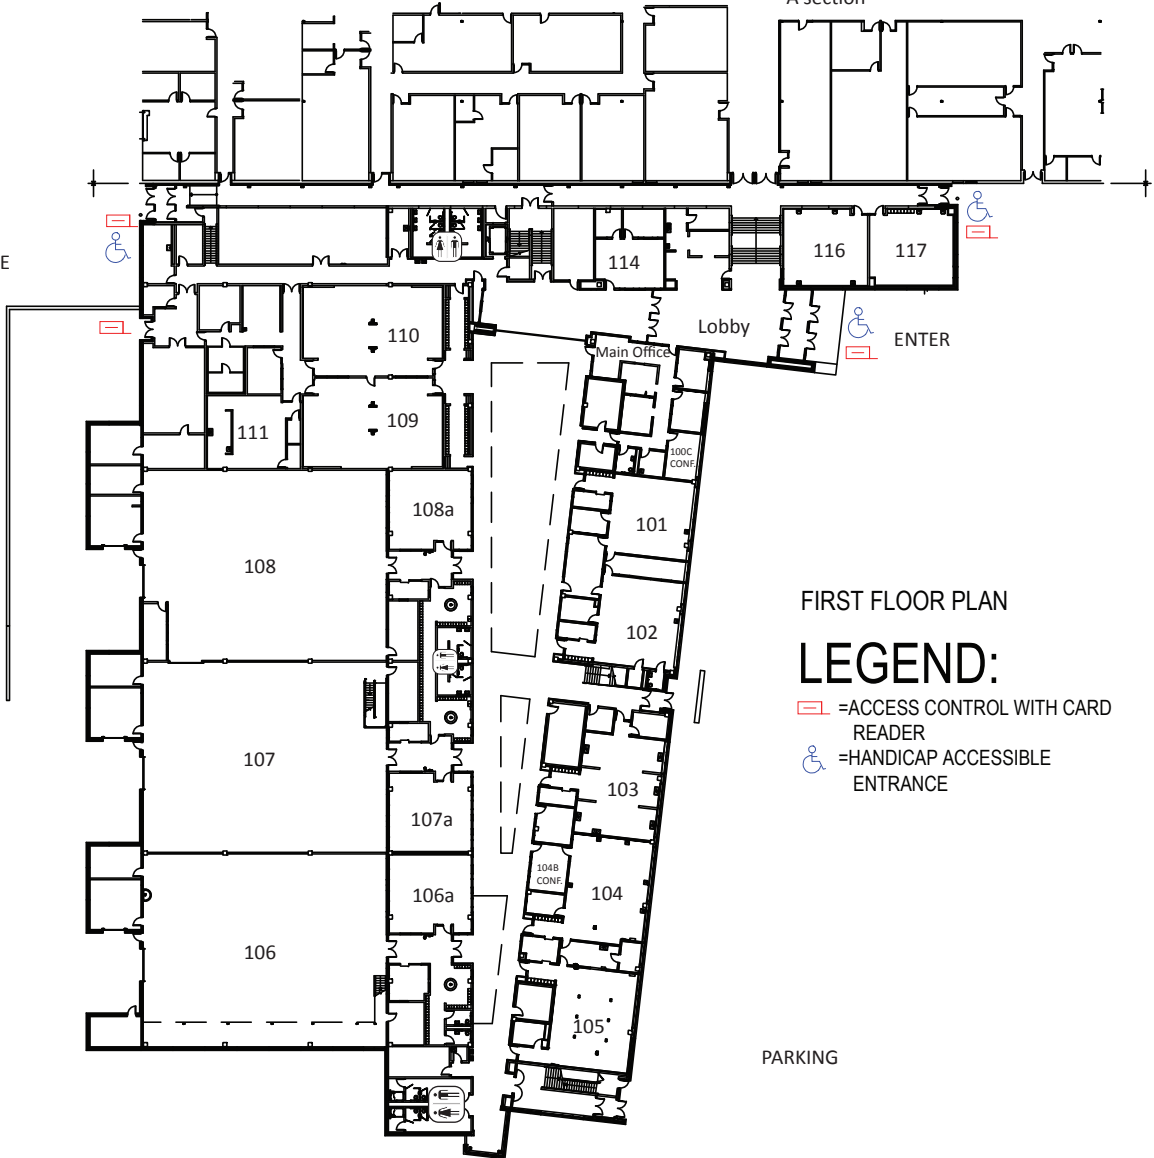 A section
E
114
116
117
Lobby
ENTER
110
Main Office
109
111
100C
CONF.
108a
101
108
102
FIRST FLOOR PLAN
LEGEND:
=ACCESS CONTROL WITH CARD
READER
=HANDICAP ACCESSIBLE
ENTRANCE
107
103
107a
104B
CONF.
106a
104
106
105
PARKING